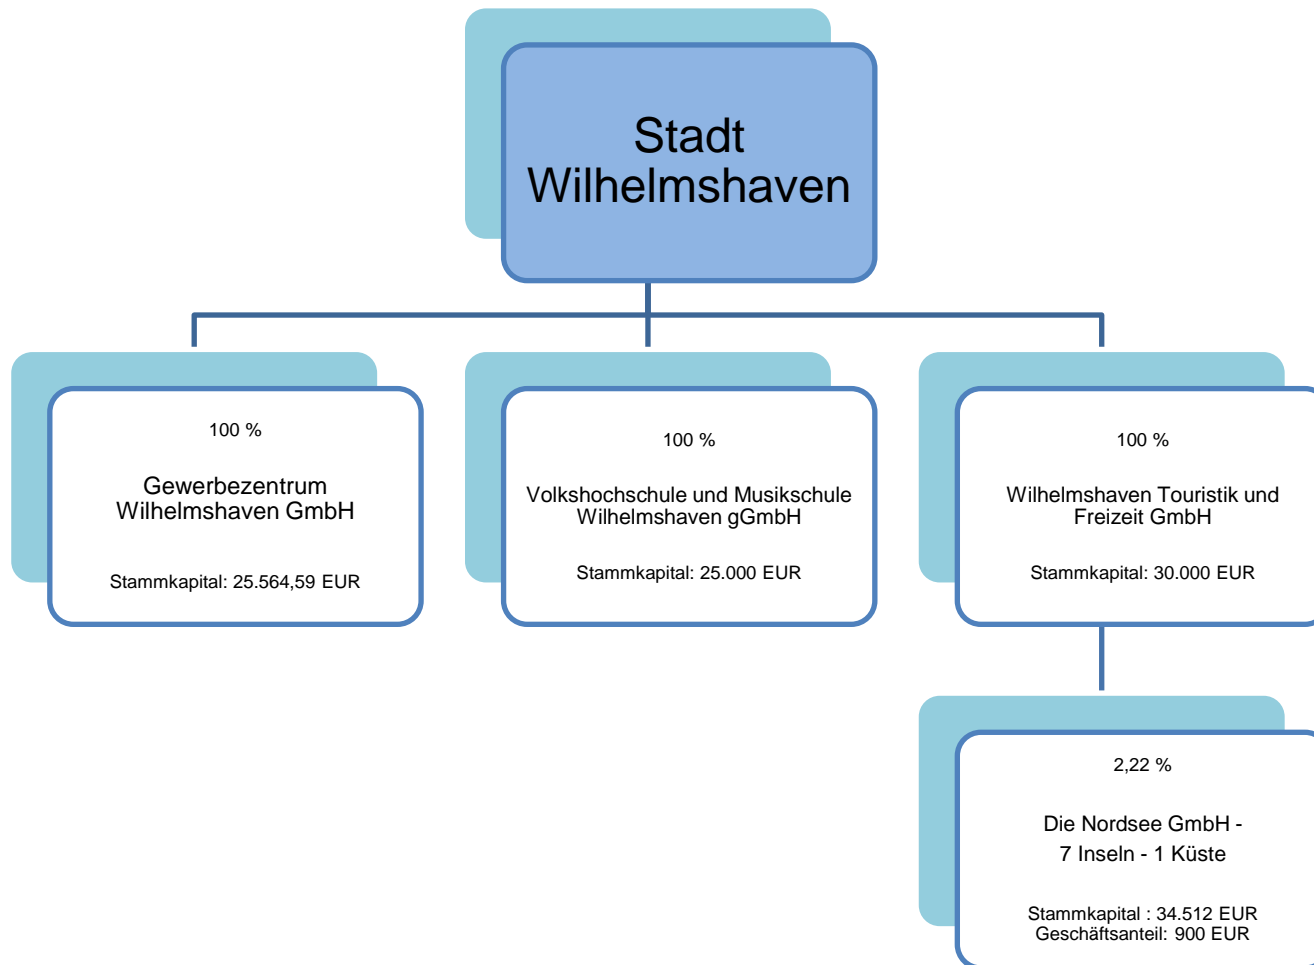 Stadt
Wilhelmshaven
100 %
Gewerbezentrum
Wilhelmshaven GmbH
Stammkapital: 25.564,59 EUR
100 %
Volkshochschule und Musikschule
Wilhelmshaven gGmbH
Stammkapital: 25.000 EUR
100 %
Wilhelmshaven Touristik und
Freizeit GmbH
Stammkapital: 30.000 EUR
2,22 %
Die Nordsee GmbH -
7 Inseln - 1 Küste
Stammkapital : 34.512 EUR
Geschäftsanteil: 900 EUR